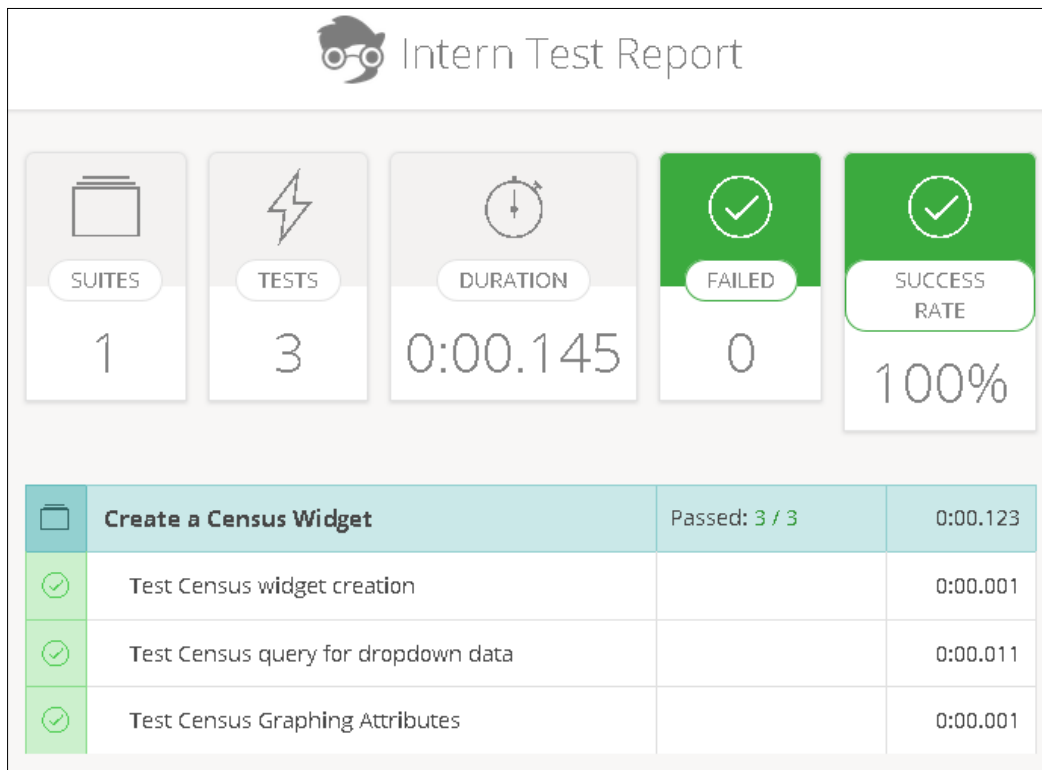 Intern Test Report
SUITES
1
TESTS
3
DURATION
0:00.145
FAILED
0
SUCCESS
RATE
100%
Create a Census Widget Passed: 3 / 3 0:00.123
Test Census widget creation 0:00.001
Test Census query for dropdown data 0:00.011
Test Census Graphing Attributes 0:00.001